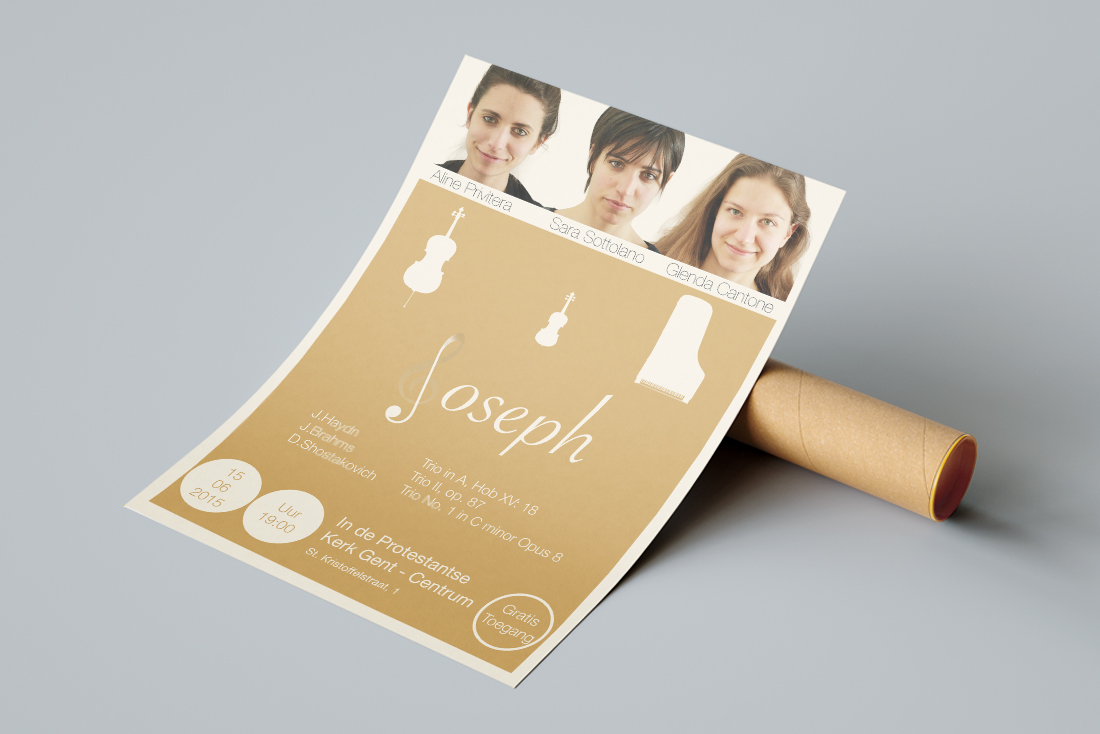 Aline Privitera
Sara Sottolano
Glenda Cantone
Joseph
J.Haydn
J.Brahms
D.Shostakovich
Trio in A, Hob XV: 18
Trio II, op. 87
Trio No. 1 in C minor Opus 8
15
06
2015
Uur
19:00
In de Protestantse
Kerk Gent - Centrum
St. Kristoffelstraat, 1
Gratis
Toegang